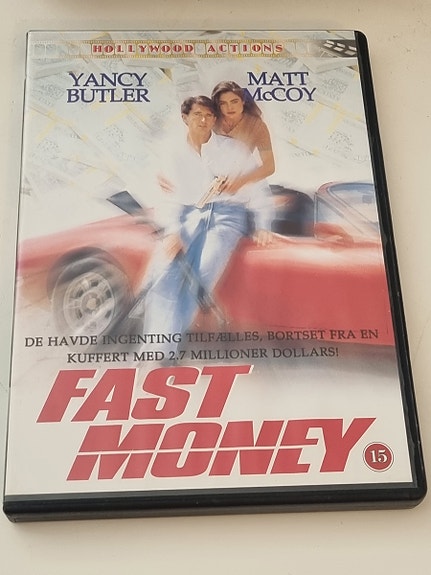 HOLLYWOOD ACTIONS
YANCY BUTLER
MATT McCOY
DE HAVDE INGENTING TILFÆLLES, BORTSET FRA EN
KUFFERT MED 2.7 MILLIONER DOLLARS!
FAST
MONEY
15